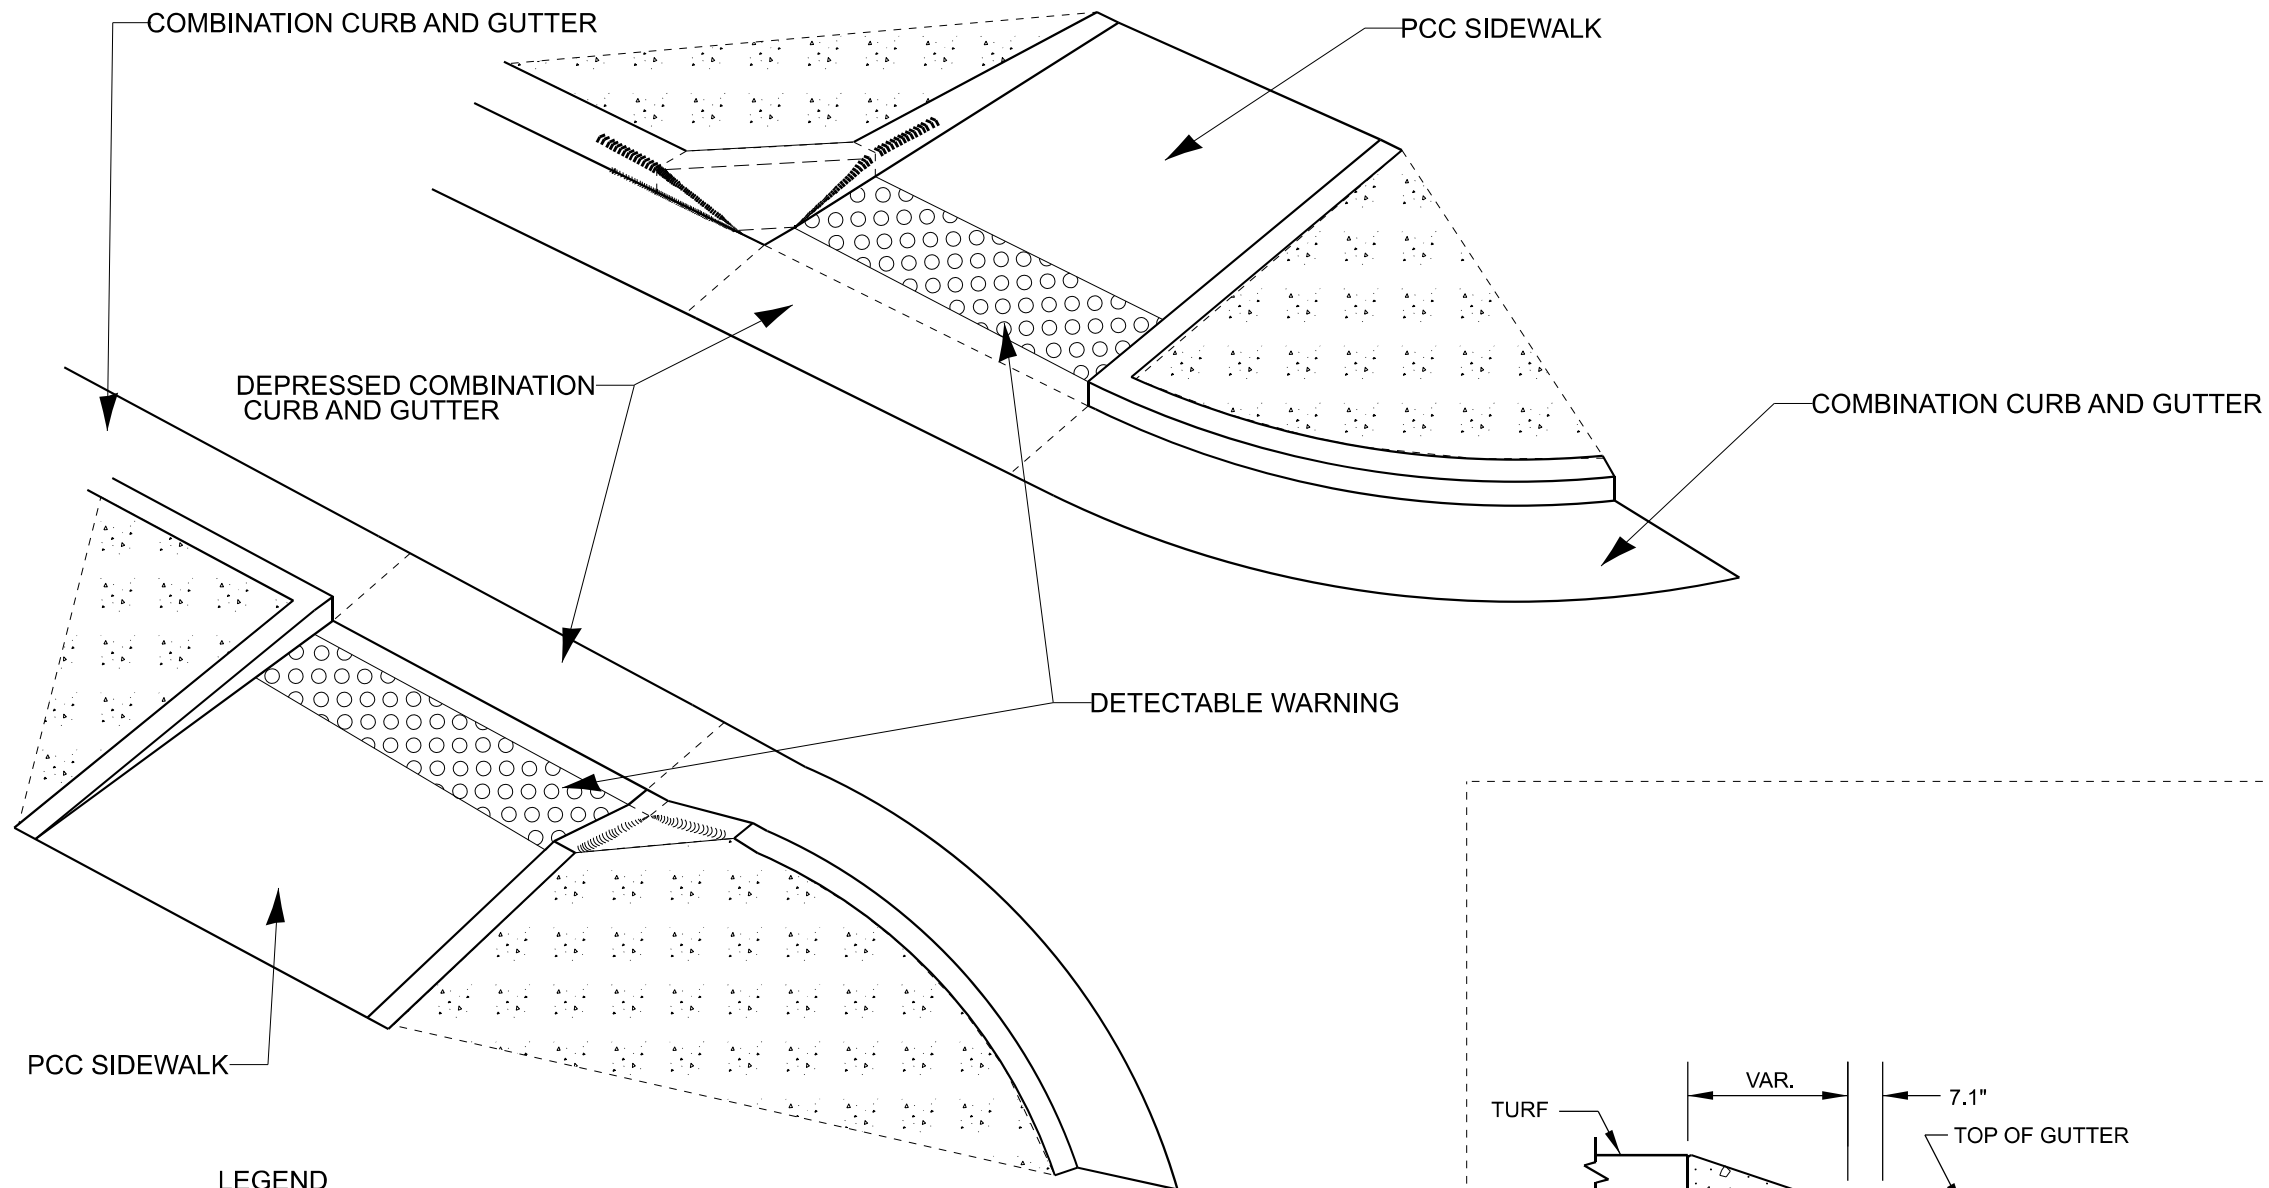 COMBINATION CURB AND GUTTER
PCC SIDEWALK
DEPRESSED COMBINATION
CURB AND GUTTER
COMBINATION CURB AND GUTTER
DETECTABLE WARNING
PCC SIDEWALK
VAR.
7.1"
TURF
TOP OF GUTTER
LEGEND